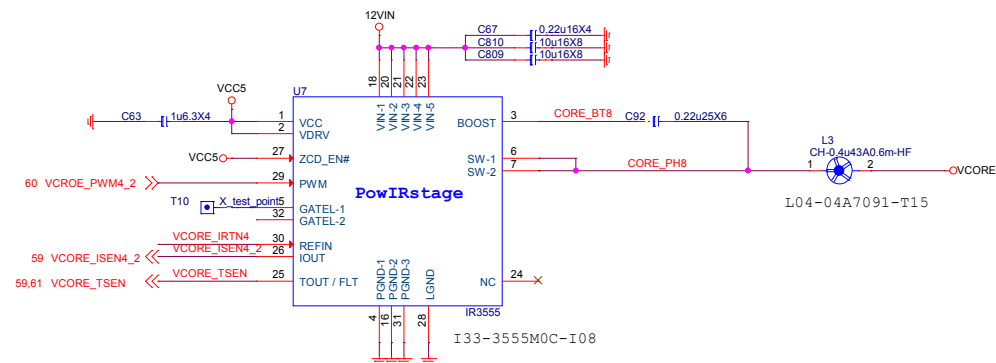 12VIN
C67 0.22u16X4
C810 10u16X8
C809 10u16X8
18 20 21 22 23
U7
VIN-1 VIN-2 VIN-3 VIN-4 VIN-5
VCC5
C63 1u6.3X4
1 VCC
2 VDRV
BOOST 3 CORE_BT8 C92 0.22u25X6
VCC5 27 ZCD_EN#
SW-1 6
SW-2 7 CORE_PH8
L3
CH-0.4u43A0.6m-HF
1 2 VCORE
L04-04A7091-T15
60 VCROE_PWM4_2 29 PWM
PowIRstage
T10 X_test_point 5 GATEL-1
32 GATEL-2
VCORE_IRTN4 30 REFIN
59 VCORE_ISEN4_2 VCORE_ISEN4_2 26 IOUT
59,61 VCORE_TSEN VCORE_TSEN 25 TOUT / FLT
NC 24
PGND-1 PGND-2 PGND-3 LGND
4 16 31 28
IR3555
I33-3555M0C-I08